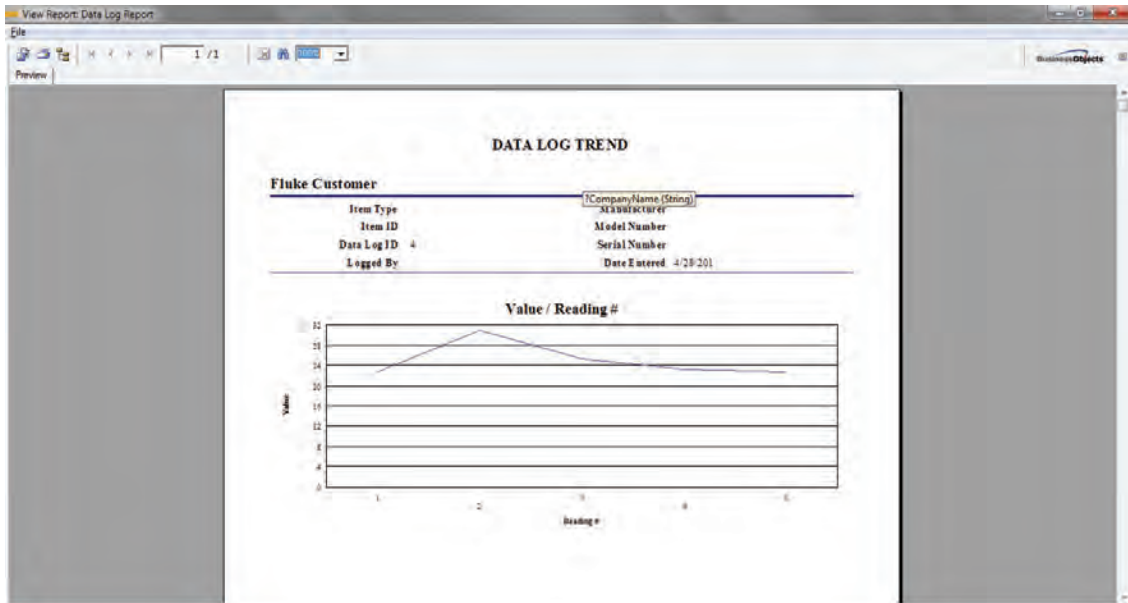 View Report: Data Log Report
File
1 /1
100%
BusinessObjects
Preview
DATA LOG TREND
Fluke Customer
?CompanyName (String)
Item Type Manufacturer
Item ID Model Number
Data Log ID 4 Serial Number
Logged By Date Entered 4/28/201
Value / Reading #
32
28
24
20
16
12
8
4
0
Value
1 2 3 4 5
Reading #